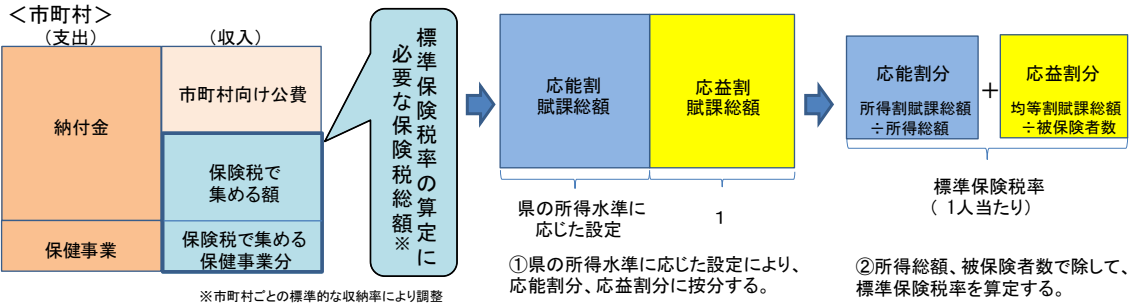 ＜市町村＞
（支出）
（収入）
納付金
市町村向け公費
保険税で
集める額
保健事業
保険税で集める
保健事業分
標準保険税率の算定に
必要な保険税総額※
※市町村ごとの標準的な収納率により調整
応能割
賦課総額
応益割
賦課総額
県の所得水準に
応じた設定
1
①県の所得水準に応じた設定により、
応能割分、応益割分に按分する。
応能割分
所得割賦課総額
÷所得総額
＋
応益割分
均等割賦課総額
÷被保険者数
標準保険税率
（ 1人当たり）
②所得総額、被保険者数で除して、
標準保険税率を算定する。